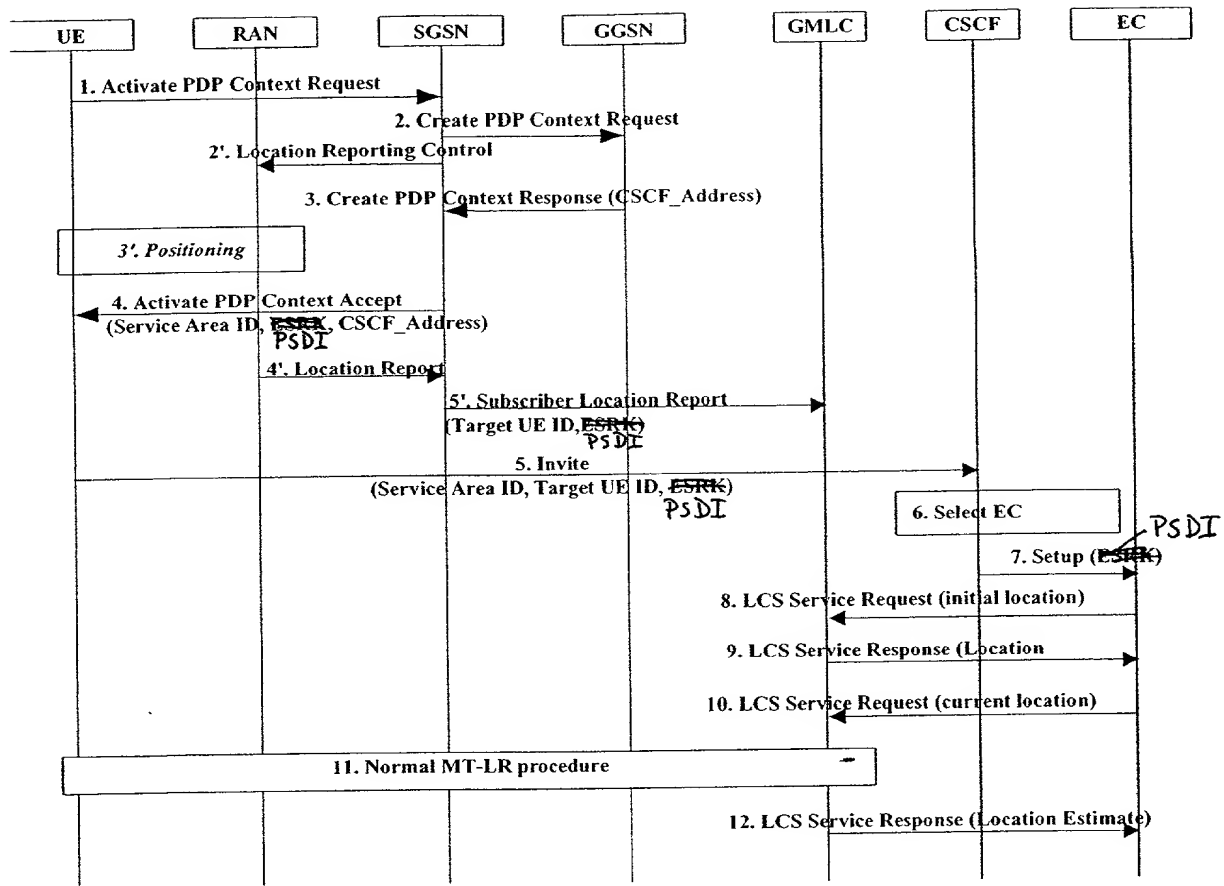 UE RAN SGSN GGSN GMLC CSCF EC
1. Activate PDP Context Request
2. Create PDP Context Request
2'. Location Reporting Control
3. Create PDP Context Response (CSCF_Address)
3'. Positioning
4. Activate PDP Context Accept
(Service Area ID, ESRK, CSCF_Address)
PSDI
4'. Location Report
5'. Subscriber Location Report
(Target UE ID,ESRK)
PSDI
5. Invite
(Service Area ID, Target UE ID, ESRK)
PSDI
6. Select EC
PSDI
7. Setup (ESRK)
8. LCS Service Request (initial location)
9. LCS Service Response (Location
10. LCS Service Request (current location)
11. Normal MT-LR procedure
12. LCS Service Response (Location Estimate)